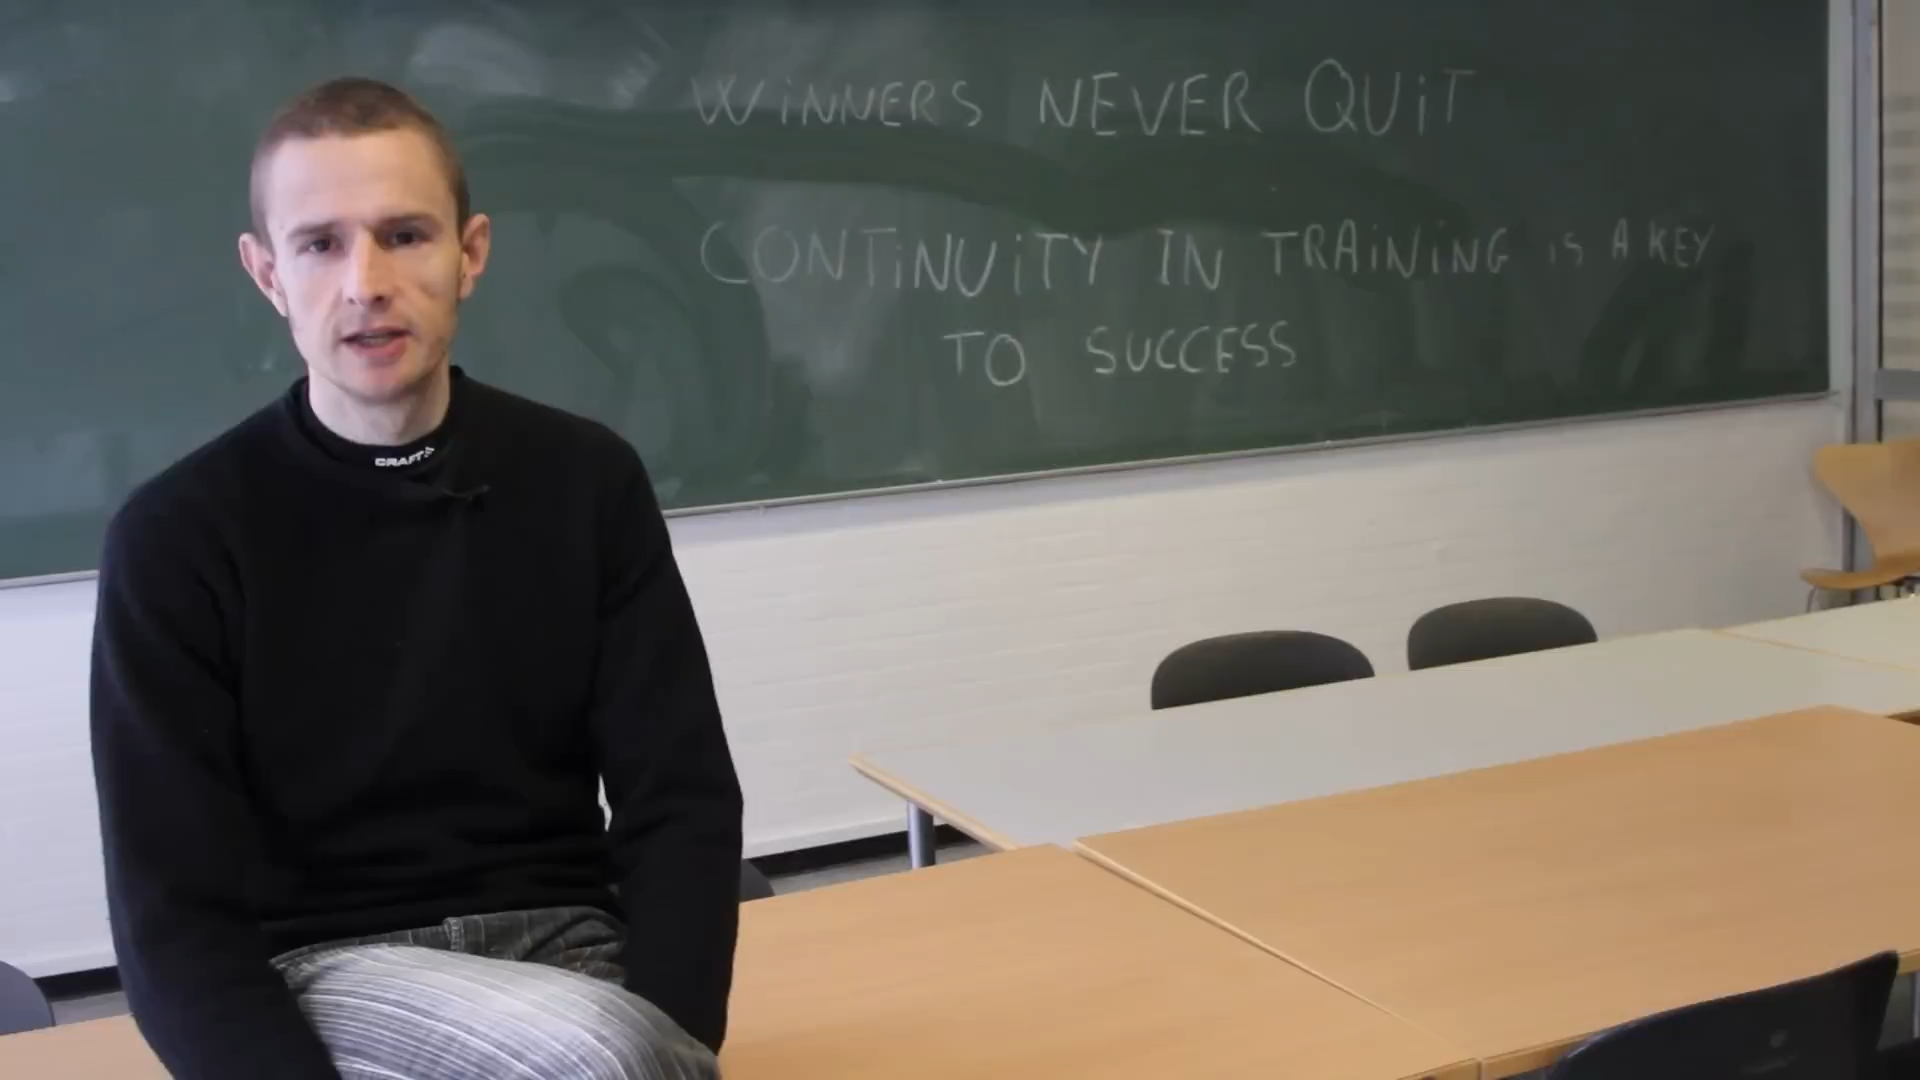 WiNNERS NEVER QUiT
CONTiNUiTY IN TRAiNiNG iS A KEY
TO SUCCESS
CRAFT